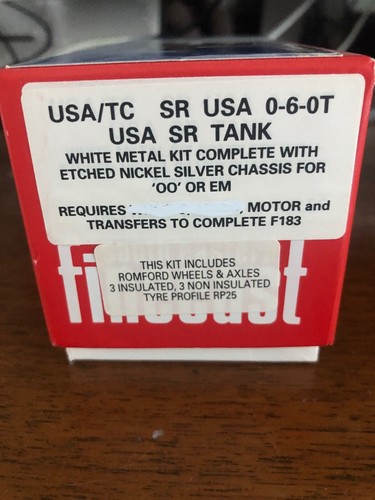 USA/TC SR USA 0-6-0T
USA SR TANK
WHITE METAL KIT COMPLETE WITH
ETCHED NICKEL SILVER CHASSIS FOR
'OO' OR EM
REQUIRES , MOTOR and
TRANSFERS TO COMPLETE F183
THIS KIT INCLUDES
ROMFORD WHEELS & AXLES
3 INSULATED, 3 NON INSULATED
TYRE PROFILE RP25